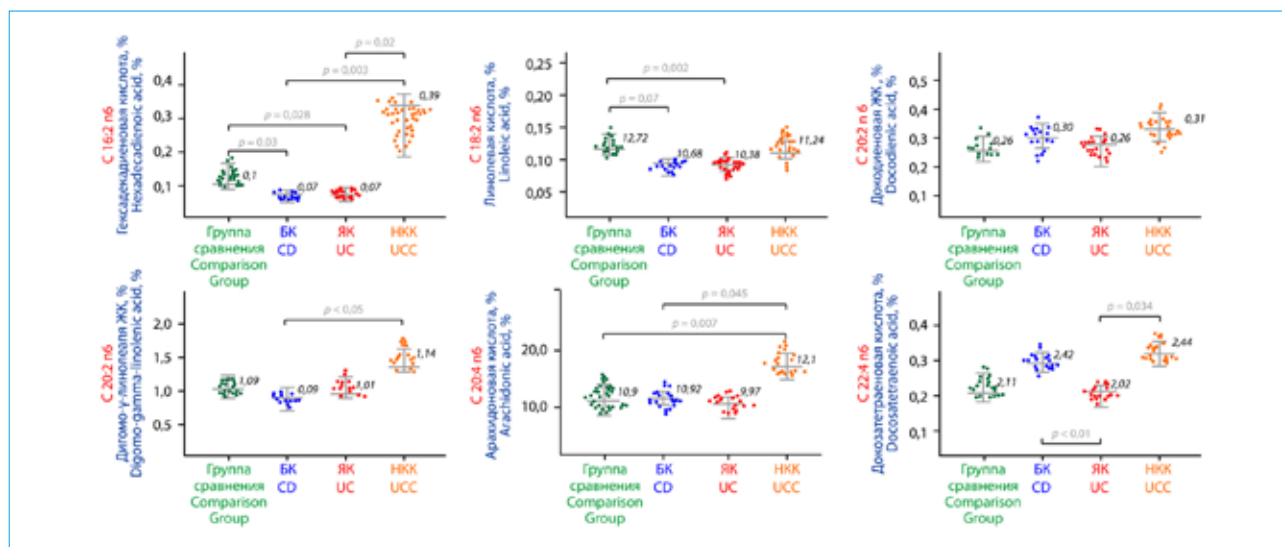 C 16:2 n6
Гексадекадиеновая кислота, %
Hexadecadienoic acid, %
0,4
0,3
0,2
0,1
p = 0,02
p = 0,003
p = 0,028
p = 0,03
0,1
0,07
0,07
0,39
Группа
сравнения
Comparison
Group
БК
CD
ЯК
UC
НКК
UCC
C 18:2 n6
Линолевая кислота, %
Linoleic acid, %
0,25
0,20
0,15
0,10
0,05
p = 0,002
p = 0,07
12,72
10,68
10,38
11,24
Группа
сравнения
Comparison
Group
БК
CD
ЯК
UC
НКК
UCC
C 20:2 n6
Докодиеновая ЖК, %
Docodienic acid, %
0,5
0,4
0,3
0,2
0,1
0,26
0,30
0,26
0,31
Группа
сравнения
Comparison
Group
БК
CD
ЯК
UC
НКК
UCC
C 20:2 n6
Дигомо-γ-линолеаля ЖК, %
Digomo-gamma-linolenic acid, %
2,0
1,5
1,0
0,5
p < 0,05
1,09
0,09
1,01
1,14
Группа
сравнения
Comparison
Group
БК
CD
ЯК
UC
НКК
UCC
C 20:4 n6
Арахидоновая кислота, %
Arachidonic acid, %
20,0
10,0
p = 0,045
p = 0,007
10,9
10,92
9,97
12,1
Группа
сравнения
Comparison
Group
БК
CD
ЯК
UC
НКК
UCC
C 22:4 n6
Докозатетраеновая кислота, %
Docosatetraenoic acid, %
0,4
0,3
0,2
0,1
p = 0,034
p < 0,01
2,11
2,42
2,02
2,44
Группа
сравнения
Comparison
Group
БК
CD
ЯК
UC
НКК
UCC